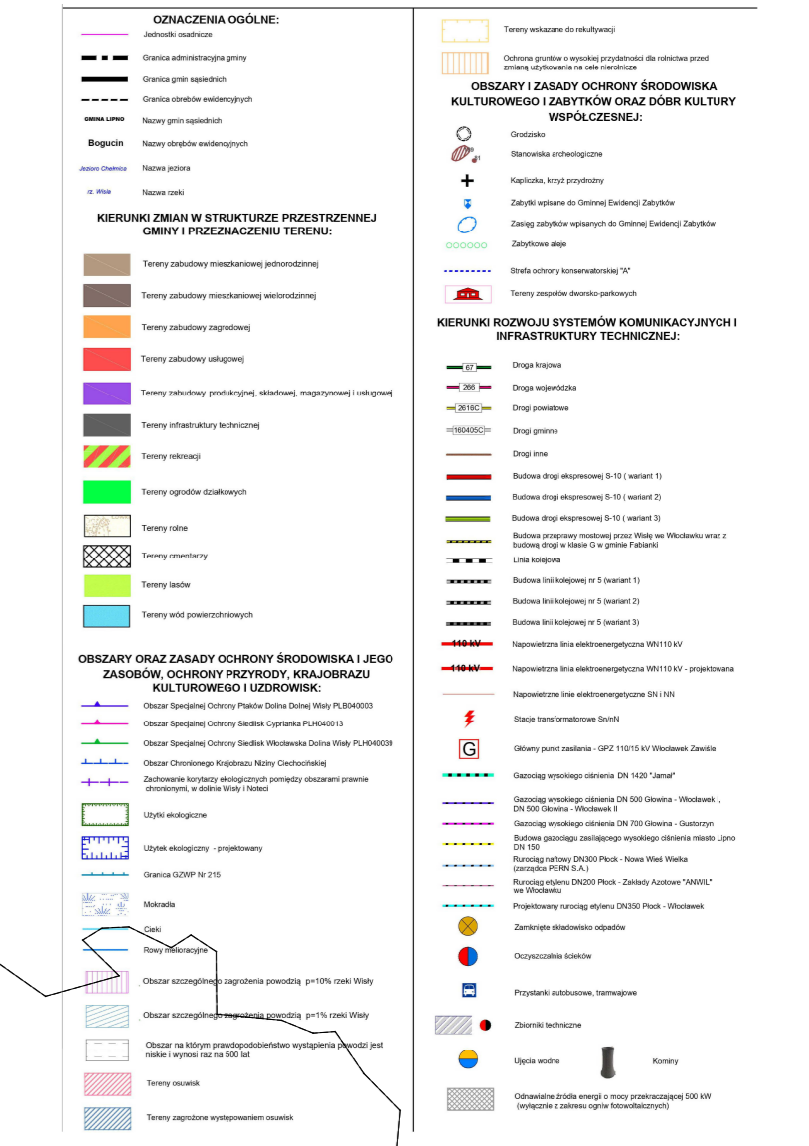 OZNACZENIA OGÓLNE:
Jednostki osadnicze
Granica administracyjna gminy
Granica gmin sąsiednich
Granica obrębów ewidencyjnych
GMINA LIPNO Nazwy gmin sąsiednich
Bogucin Nazwy obrębów ewidencyjnych
Jezioro Chełmica Nazwa jeziora
rz. Wisła Nazwa rzeki
KIERUNKI ZMIAN W STRUKTURZE PRZESTRZENNEJ
GMINY I PRZEZNACZENIU TERENU:
Tereny zabudowy mieszkaniowej jednorodzinnej
Tereny zabudowy mieszkaniowej wielorodzinnej
Tereny zabudowy zagrodowej
Tereny zabudowy usługowej
Tereny zabudowy produkcyjnej, składowej, magazynowej i usługowej
Tereny infrastruktury technicznej
Tereny rekreacji
Tereny ogrodów działkowych
Tereny rolne
Tereny cmentarzy
Tereny lasów
Tereny wód powierzchniowych
OBSZARY ORAZ ZASADY OCHRONY ŚRODOWISKA I JEGO
ZASOBÓW, OCHRONY PRZYRODY, KRAJOBRAZU
KULTUROWEGO I UZDROWISK:
Obszar Specjalnej Ochrony Ptaków Dolina Dolnej Wisły PLB040003
Obszar Specjalnej Ochrony Siedlisk Cyprianka PLH040013
Obszar Specjalnej Ochrony Siedlisk Włocławska Dolina Wisły PLH040039
Obszar Chronionego Krajobrazu Niziny Ciechocińskiej
Zachowanie korytarzy ekologicznych pomiędzy obszarami prawnie
chronionymi, w dolinie Wisły i Noteci
Użytki ekologiczne
Użytek ekologiczny - projektowany
Granica GZWP Nr 215
Mokradła
Cieki
Rowy melioracyjne
Obszar szczególnego zagrożenia powodzią p=10% rzeki Wisły
Obszar szczególnego zagrożenia powodzią p=1% rzeki Wisły
Obszar na którym prawdopodobieństwo wystąpienia powodzi jest
niskie i wynosi raz na 500 lat
Tereny osuwisk
Tereny zagrożone występowaniem osuwisk
Tereny wskazane do rekultywacji
Ochrona gruntów o wysokiej przydatności dla rolnictwa przed
zmianą użytkowania na cele nierolnicze
OBSZARY I ZASADY OCHRONY ŚRODOWISKA
KULTUROWEGO I ZABYTKÓW ORAZ DÓBR KULTURY
WSPÓŁCZESNEJ:
Grodzisko
Stanowiska archeologiczne
Kapliczka, krzyż przydrożny
Zabytki wpisane do Gminnej Ewidencji Zabytków
Zasięg zabytków wpisanych do Gminnej Ewidencji Zabytków
Zabytkowe aleje
Strefa ochrony konserwatorskiej "A"
Tereny zespołów dworsko-parkowych
KIERUNKI ROZWOJU SYSTEMÓW KOMUNIKACYJNYCH I
INFRASTRUKTURY TECHNICZNEJ:
67 Droga krajowa
266 Droga wojewódzka
2616C Drogi powiatowe
160405C Drogi gminne
Drogi inne
Budowa drogi ekspresowej S-10 ( wariant 1)
Budowa drogi ekspresowej S-10 ( wariant 2)
Budowa drogi ekspresowej S-10 ( wariant 3)
Budowa przeprawy mostowej przez Wisłę we Włocławku wraz z
budową drogi w klasie G w gminie Fabianki
Linia kolejowa
Budowa linii kolejowej nr 5 (wariant 1)
Budowa linii kolejowej nr 5 (wariant 2)
Budowa linii kolejowej nr 5 (wariant 3)
110 kV Napowietrzna linia elektroenergetyczna WN110 kV
110 kV Napowietrzna linia elektroenergetyczna WN110 kV - projektowana
Napowietrzne linie elektroenergetyczne SN i NN
Stacje transformatorowe Sn/nN
G Główny punkt zasilania - GPZ 110/15 kV Włocławek Zawiśle
Gazociąg wysokiego ciśnienia DN 1420 "Jamał"
Gazociąg wysokiego ciśnienia DN 500 Głowina - Włocławek I,
DN 500 Głowina - Włocławek II
Gazociąg wysokiego ciśnienia DN 700 Głowina - Gustorzyn
Budowa gazociągu zasilającego wysokiego ciśnienia miasto Lipno
DN 150
Rurociąg naftowy DN300 Płock - Nowa Wieś Wielka
(zarządca PERN S.A.)
Rurociąg etylenu DN200 Płock - Zakłady Azotowe "ANWIL"
we Włocławku
Projektowany rurociąg etylenu DN350 Płock - Włocławek
Zamknięte składowisko odpadów
Oczyszczalnia ścieków
Przystanki autobusowe, tramwajowe
Zbiorniki techniczne
Ujęcia wodne Kominy
Odnawialne źródła energii o mocy przekraczającej 500 kW
(wyłącznie z zakresu ogniw fotowoltaicznych)